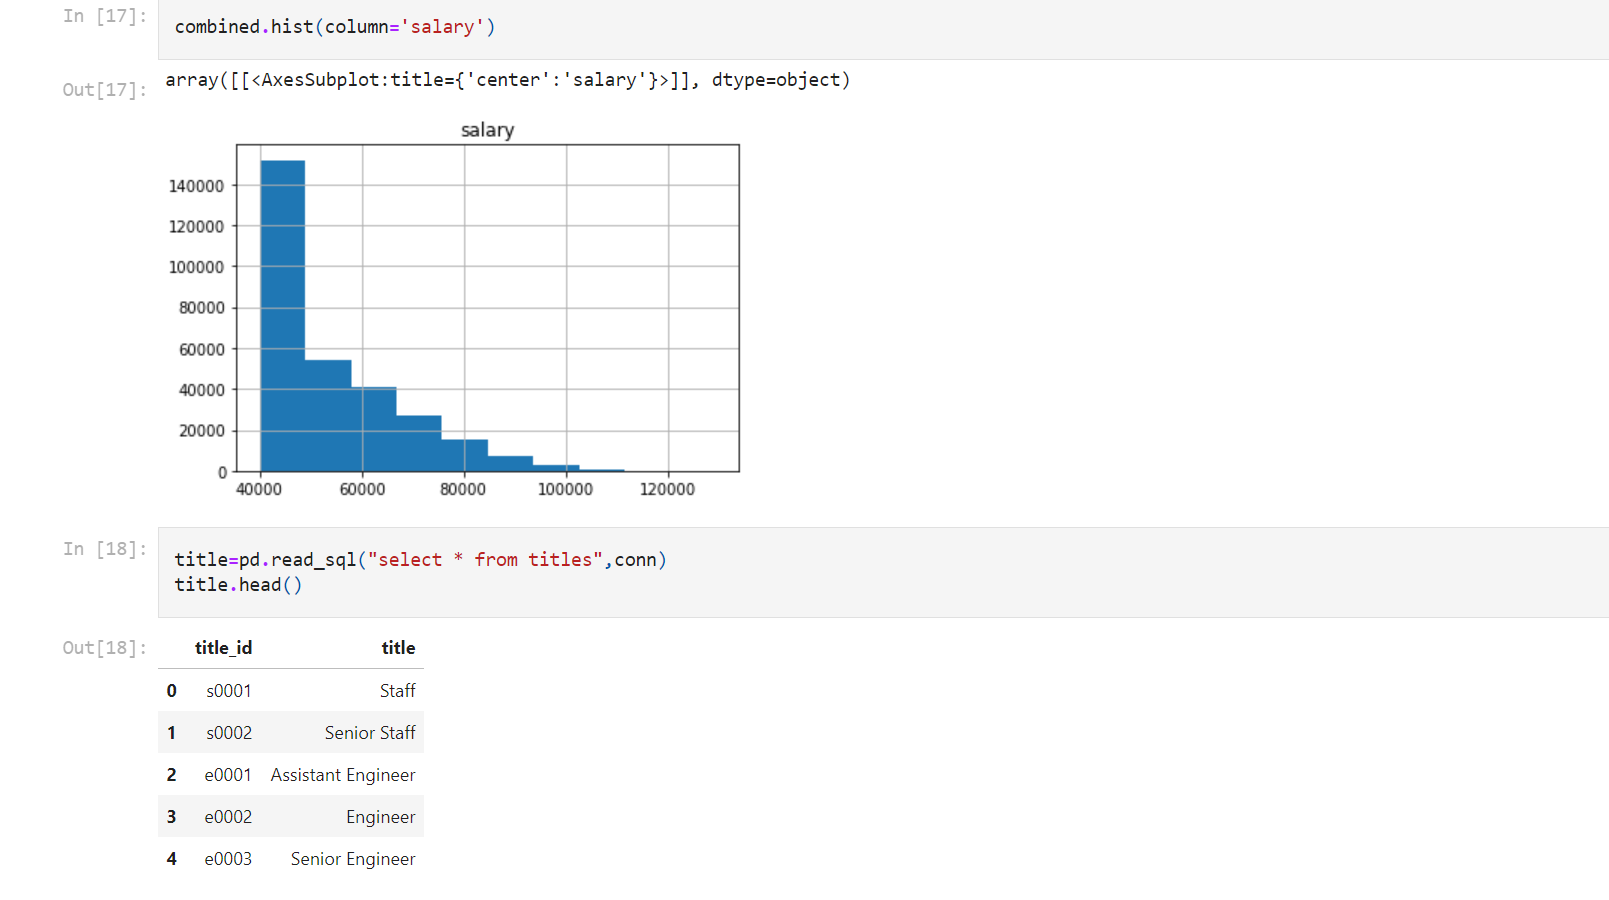 In [17]:
combined.hist(column='salary')
Out[17]:
array([[<AxesSubplot:title={'center':'salary'}>]], dtype=object)
salary
140000
120000
100000
80000
60000
40000
20000
0
40000 60000 80000 100000 120000
In [18]:
title=pd.read_sql("select * from titles",conn)
title.head()
Out[18]:
title_id title
0 s0001 Staff
1 s0002 Senior Staff
2 e0001 Assistant Engineer
3 e0002 Engineer
4 e0003 Senior Engineer